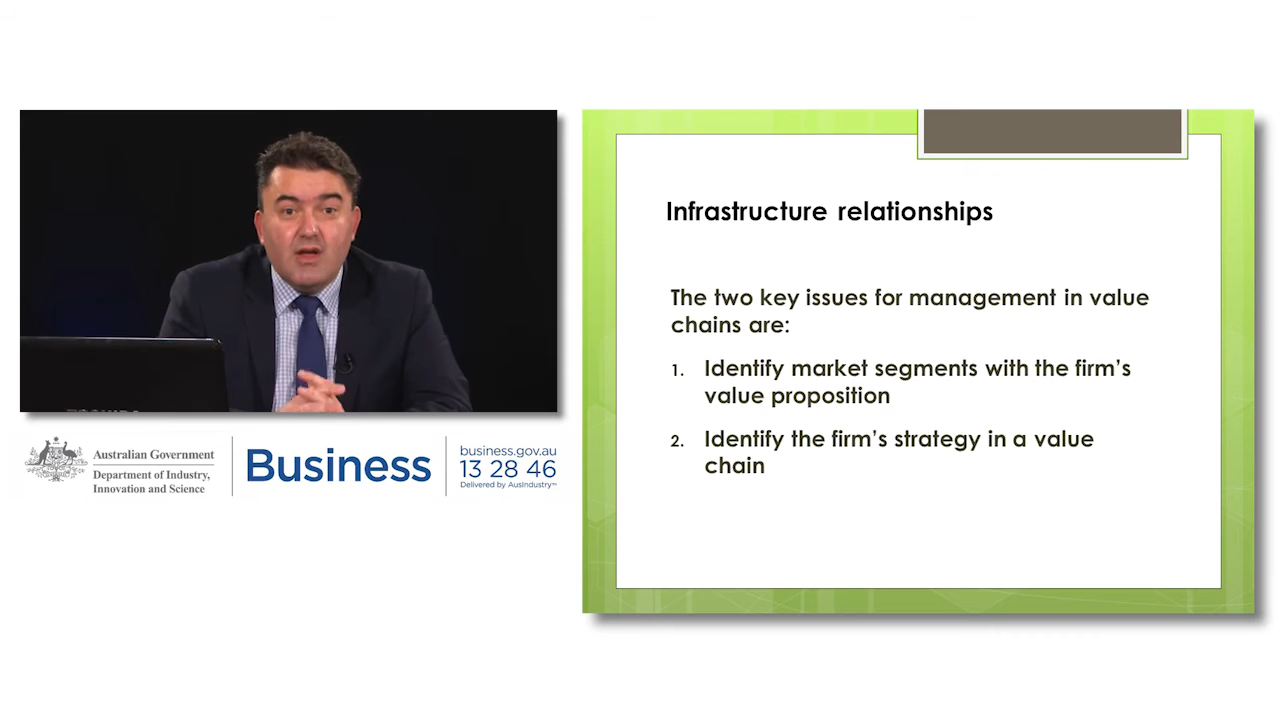 Australian Government
Department of Industry,
Innovation and Science
Business
business.gov.au
13 28 46
Delivered by AusIndustry™
Infrastructure relationships
The two key issues for management in value
chains are:
1. Identify market segments with the firm's
value proposition
2. Identify the firm's strategy in a value
chain